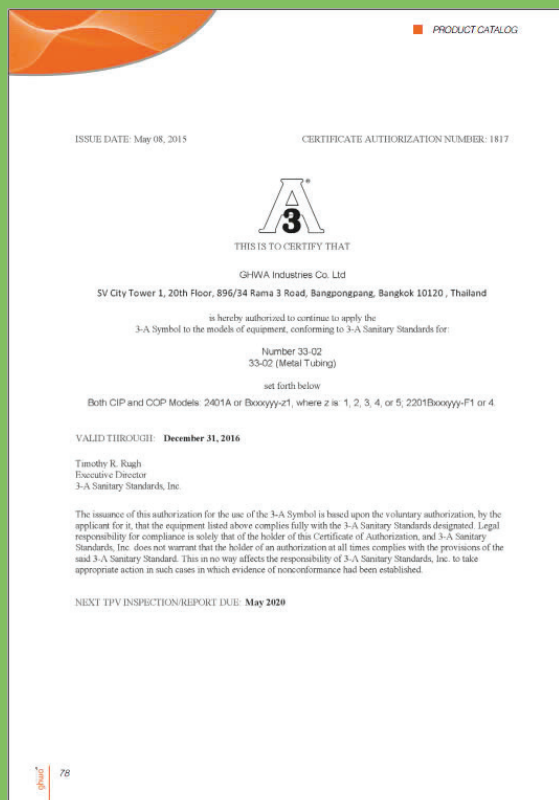 PRODUCT CATALOG
ISSUE DATE: May 08, 2015 CERTIFICATE AUTHORIZATION NUMBER: 1817
A
3
®
THIS IS TO CERTIFY THAT
GHWA Industries Co. Ltd
SV City Tower 1, 20th Floor, 896/34 Rama 3 Road, Bangpongpang, Bangkok 10120 , Thailand
is hereby authorized to continue to apply the
3-A Symbol to the models of equipment, conforming to 3-A Sanitary Standards for:
Number 33-02
33-02 (Metal Tubing)
set forth below
Both CIP and COP Models: 2401A or Bxxxyyy-z1, where z is: 1, 2, 3, 4, or 5; 2201Bxxxyyy-F1 or 4.
VALID THROUGH: December 31, 2016
Timothy R. Rugh
Executive Director
3-A Sanitary Standards, Inc.
The issuance of this authorization for the use of the 3-A Symbol is based upon the voluntary authorization, by the
applicant for it, that the equipment listed above complies fully with the 3-A Sanitary Standards designated. Legal
responsibility for compliance is solely that of the holder of this Certificate of Authorization, and 3-A Sanitary
Standards, Inc. does not warrant that the holder of an authorization at all times complies with the provisions of the
said 3-A Sanitary Standard. This in no way affects the responsibility of 3-A Sanitary Standards, Inc. to take
appropriate action in such cases in which evidence of nonconformance had been established.
NEXT TPV INSPECTION/REPORT DUE: May 2020
ghwa
78